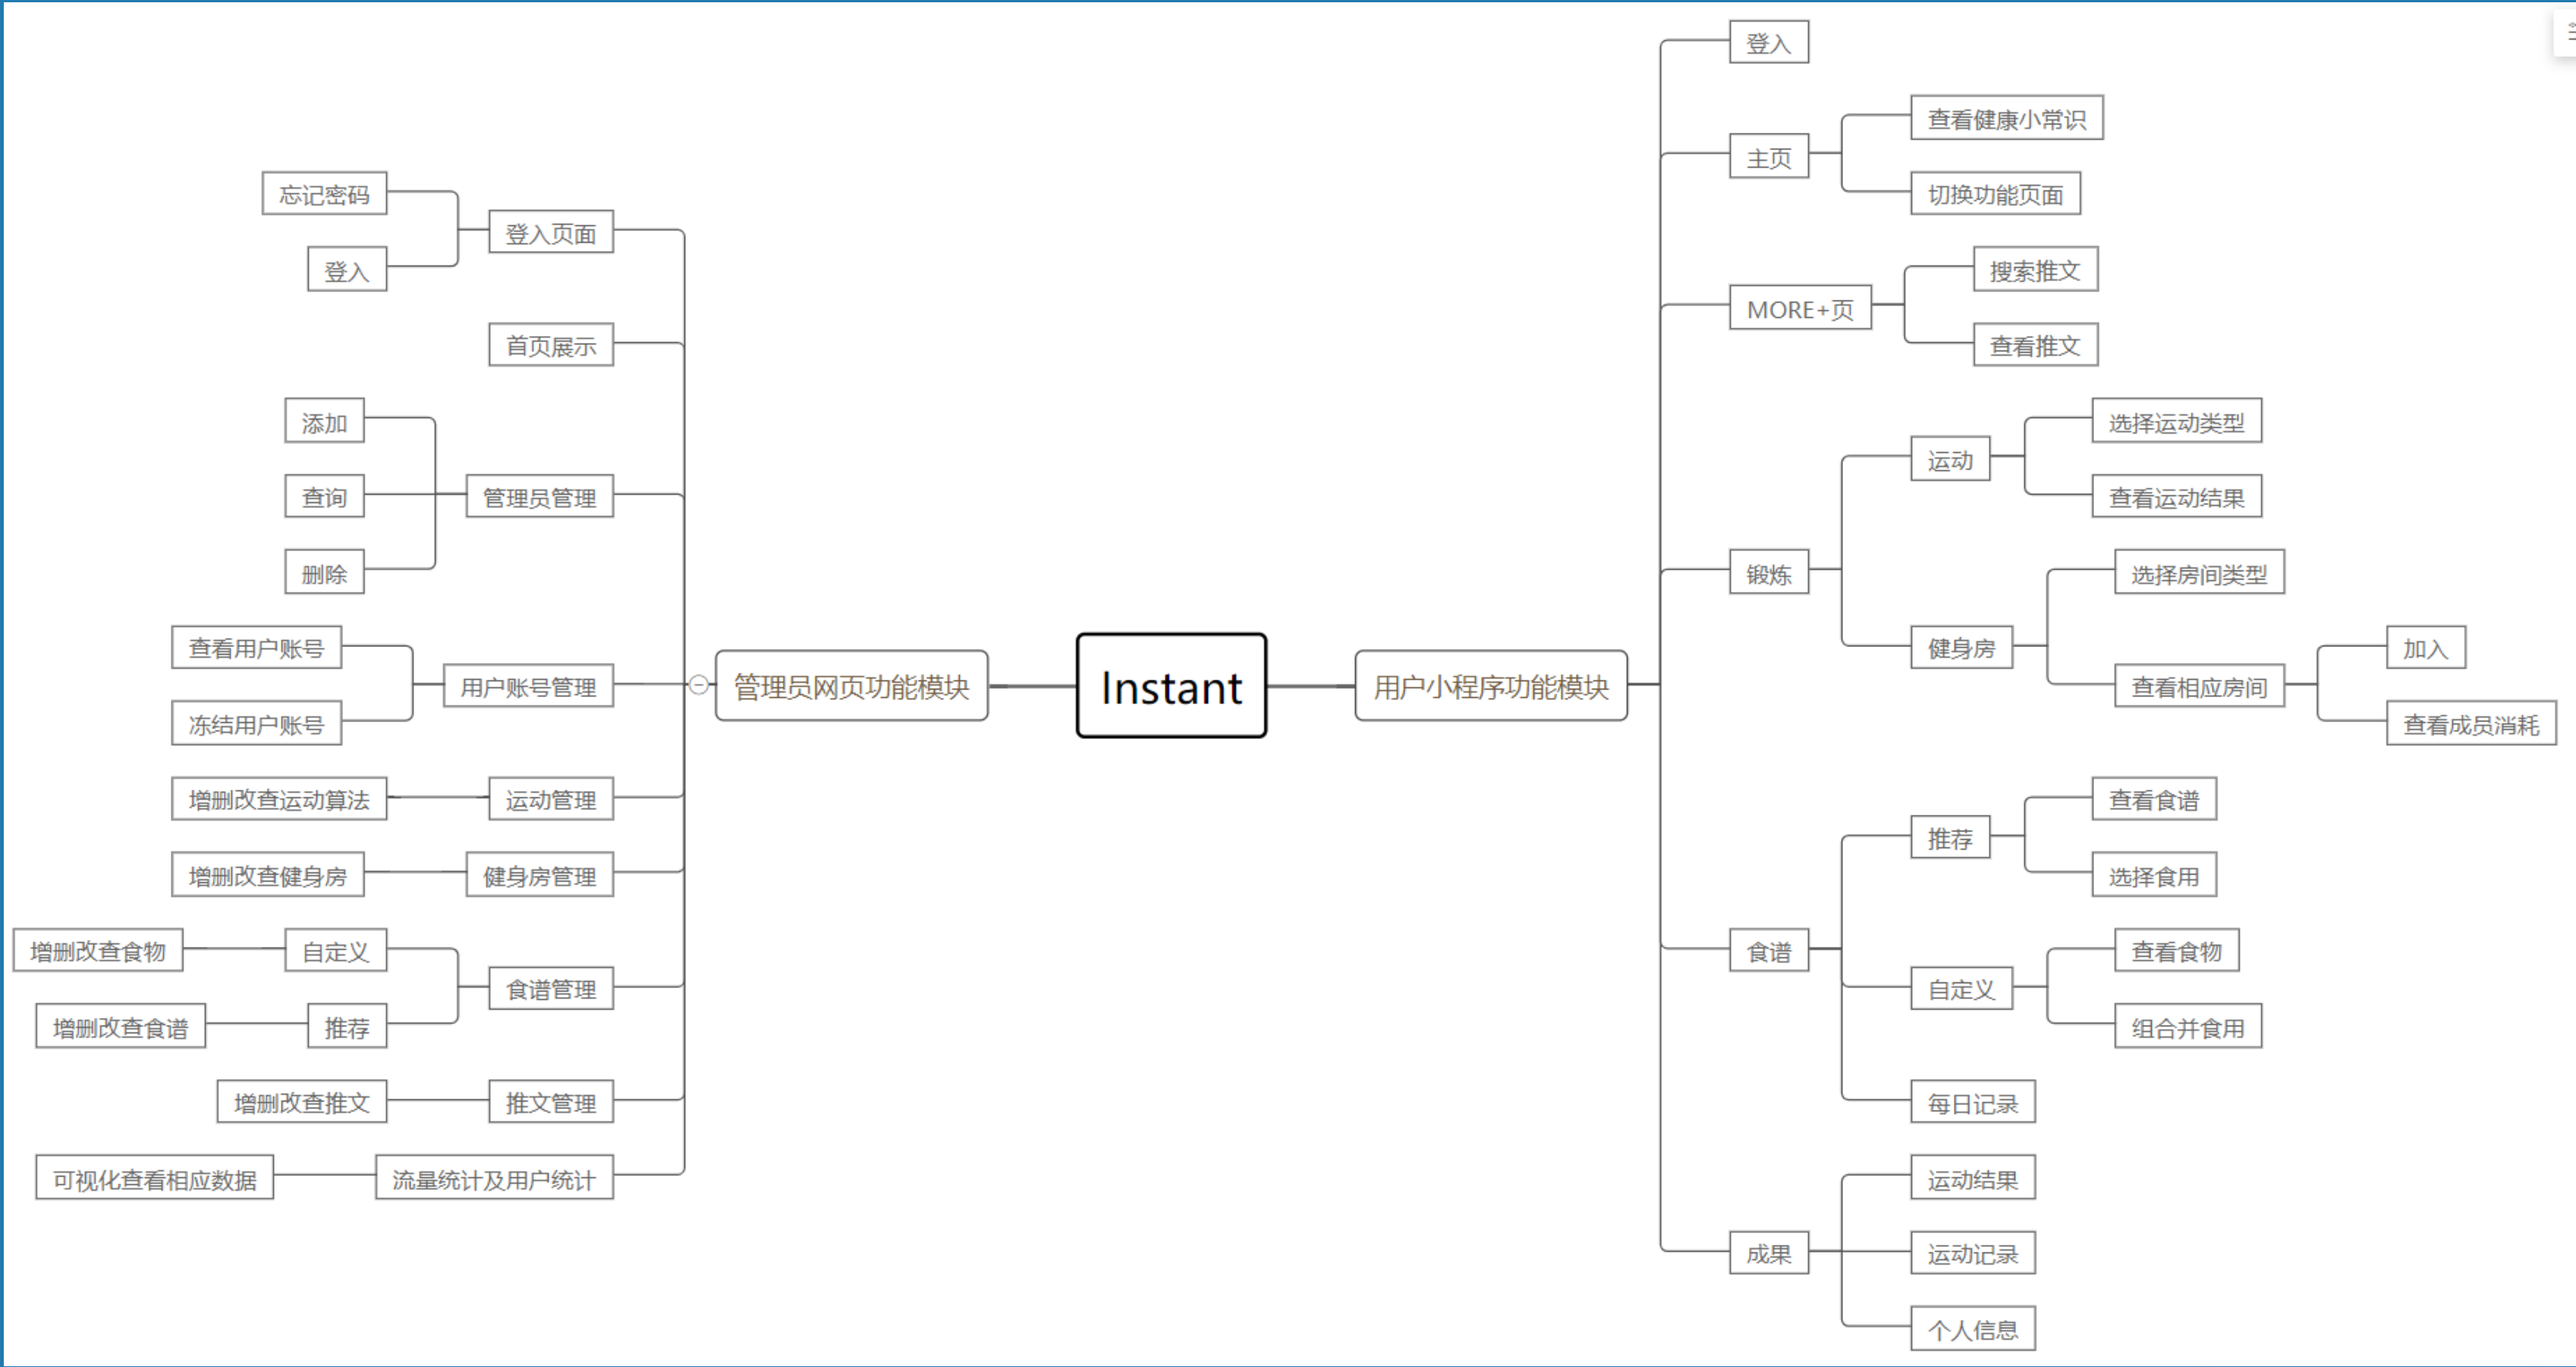 Instant
管理员网页功能模块
登入页面
忘记密码
登入
首页展示
管理员管理
添加
查询
删除
用户账号管理
查看用户账号
冻结用户账号
运动管理
增删改查运动算法
健身房管理
增删改查健身房
食谱管理
自定义
增删改查食物
推荐
增删改查食谱
推文管理
增删改查推文
流量统计及用户统计
可视化查看相应数据
用户小程序功能模块
登入
主页
查看健康小常识
切换功能页面
MORE+页
搜索推文
查看推文
锻炼
运动
选择运动类型
查看运动结果
健身房
选择房间类型
查看相应房间
加入
查看成员消耗
食谱
推荐
查看食谱
选择食用
自定义
查看食物
组合并食用
每日记录
成果
运动结果
运动记录
个人信息